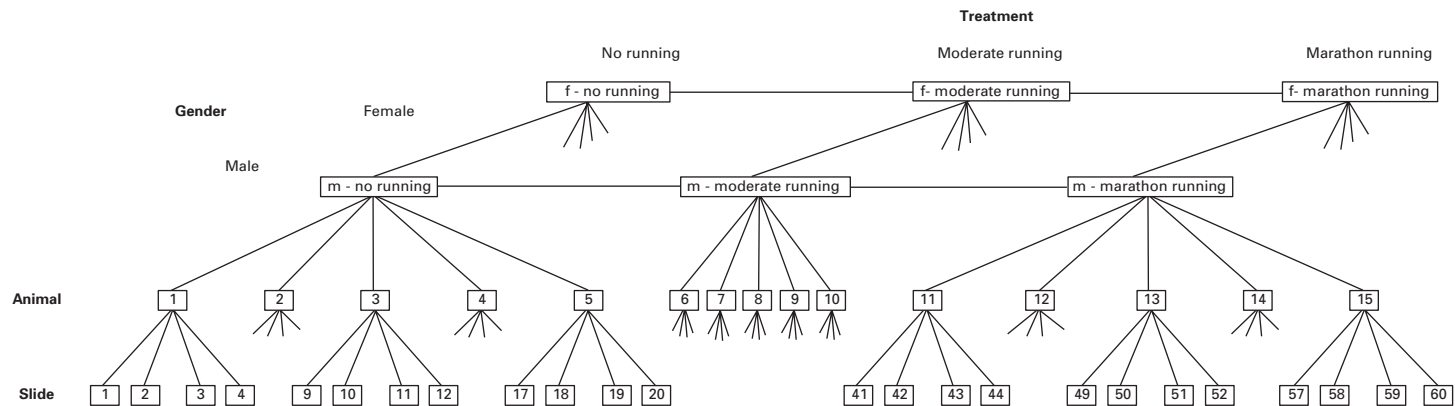 Treatment
No running Moderate running Marathon running
f - no running f- moderate running f- marathon running
Gender Female
Male
m - no running m - moderate running m - marathon running
Animal 1 2 3 4 5 6 7 8 9 10 11 12 13 14 15
Slide 1 2 3 4 9 10 11 12 17 18 19 20 41 42 43 44 49 50 51 52 57 58 59 60